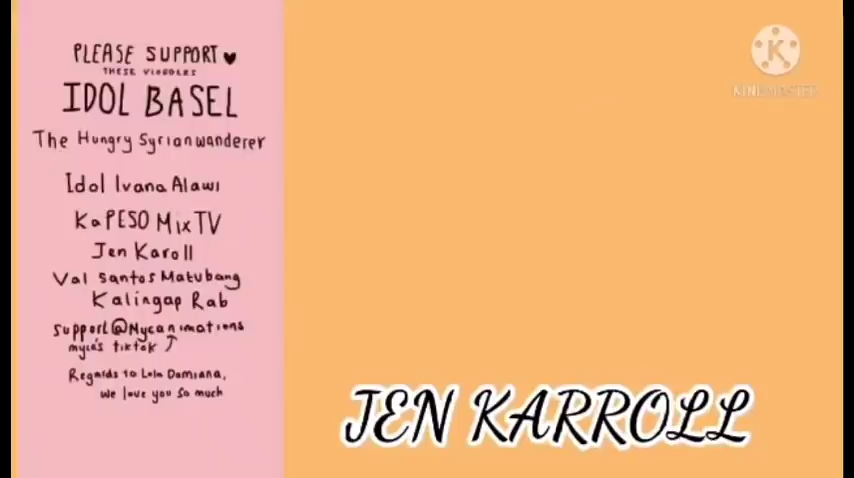 PLEASE SUPPORT
THESE VLOGGERS
IDOL BASEL
The Hungry Syrianwanderer
Idol Ivana Alawi
KaPESO MixTV
Jen Karoll
Val Santos Matubang
Kalingap Rab
support@Mycanimations
myca's tiktok
Regards to Lola Damiana,
we love you so much
K
KINEMASTER
JEN KARROLL